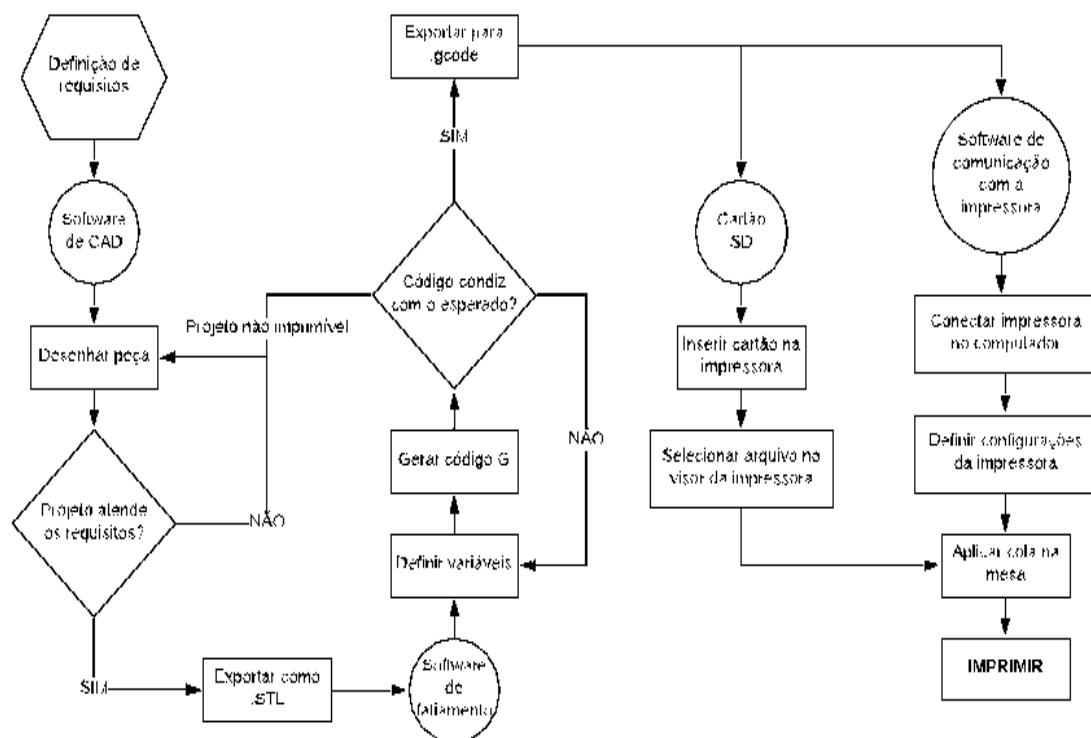 Definição de
requisitos
Software
de CAD
Desenhar peça
Projeto atende
os requisitos?
NÃO
SIM
Exportar como
.STL
Software
de
fatiamento
Definir variáveis
Gerar código G
Código condiz
com o esperado?
Projeto não imprimível
NÃO
SIM
Exportar para
.gcode
Cartão
SD
Inserir cartão na
impressora
Selecionar arquivo no
visor da impressora
Software de
comunicação
com a
impressora
Conectar impressora
no computador
Definir configurações
da impressora
Aplicar cola na
mesa
IMPRIMIR